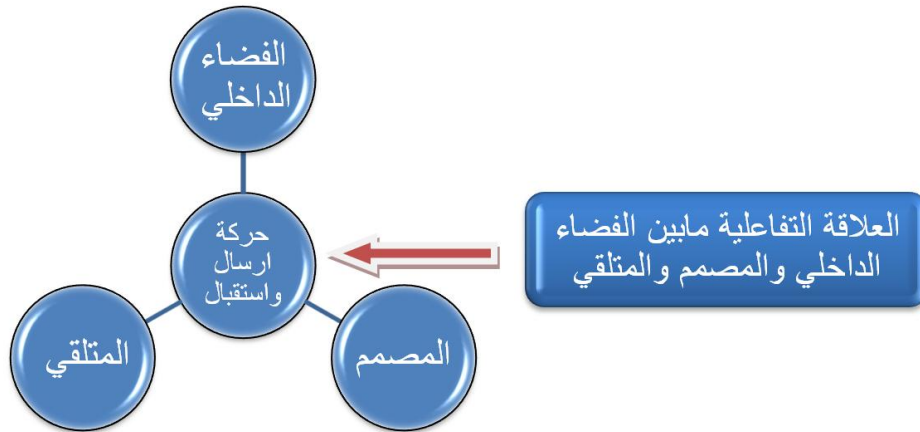 الفضاء
الداخلي
حركة
ارسال
واستقبال
العلاقة التفاعلية مابين الفضاء
الداخلي والمصمم والمتلقي
المصمم
المتلقي